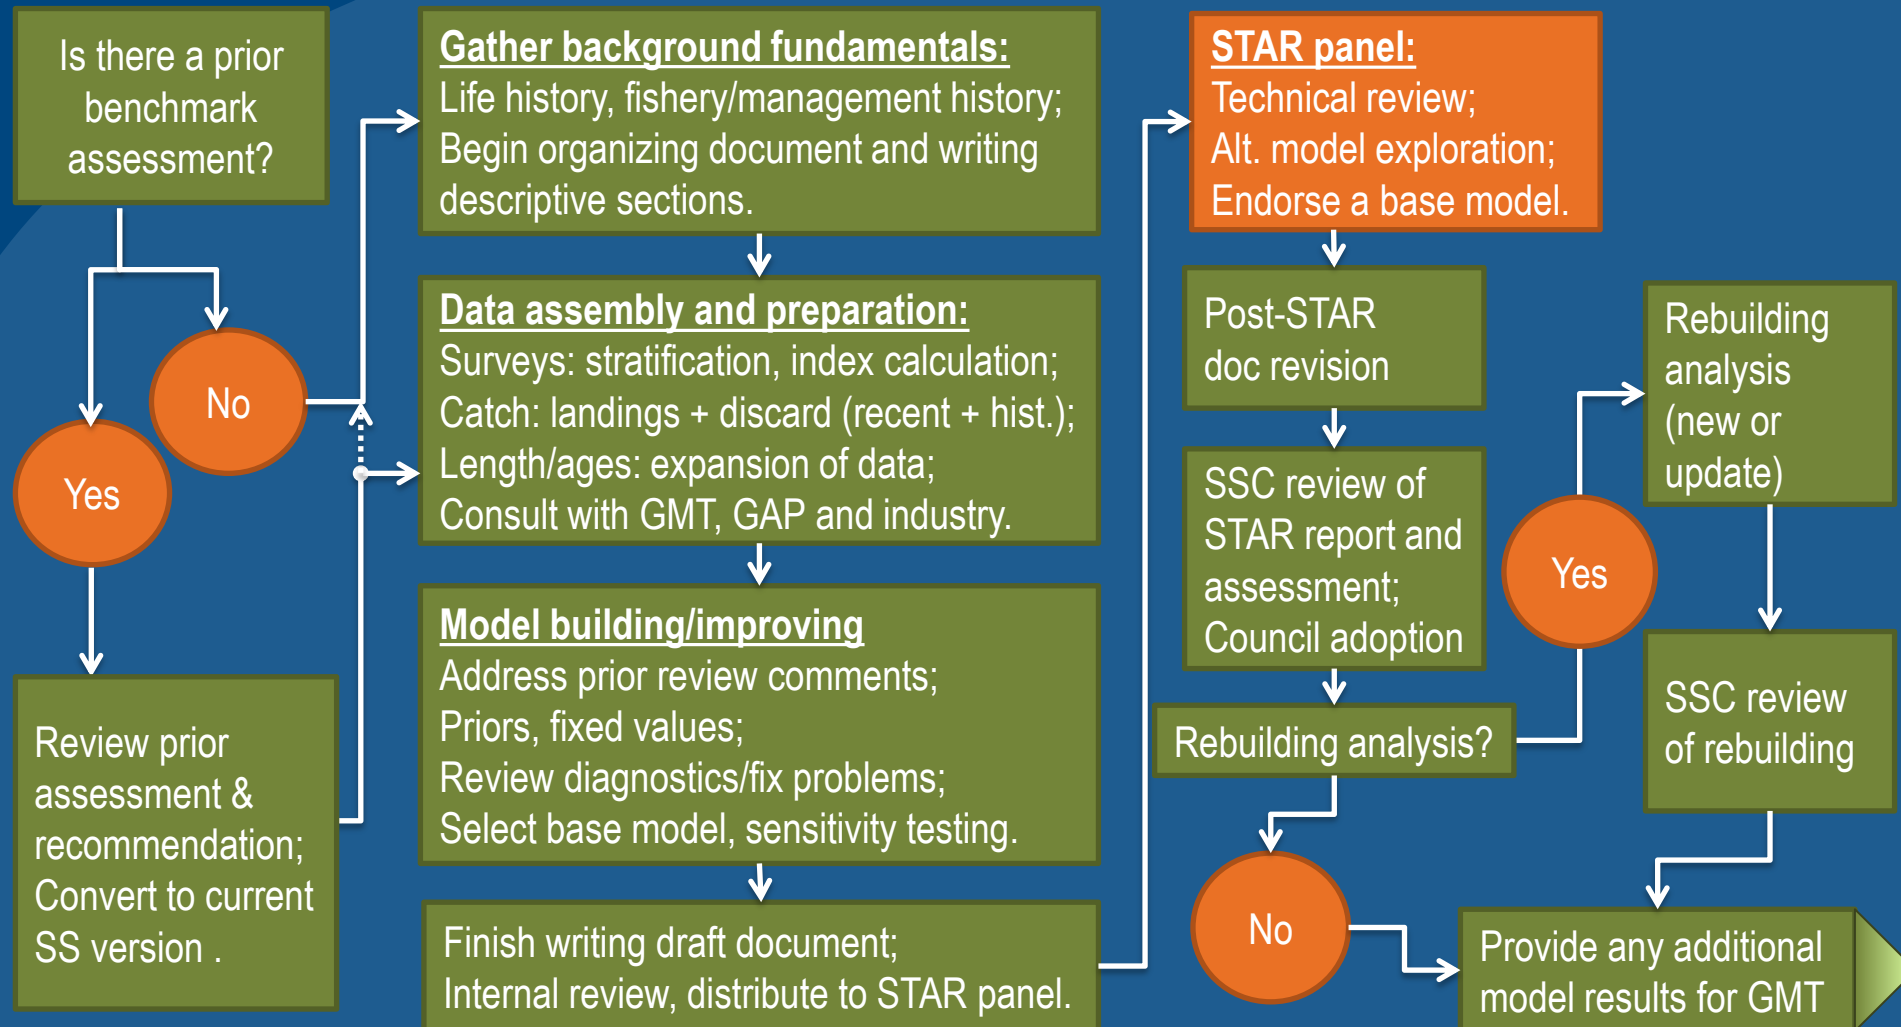 Is there a prior
benchmark
assessment?
No
Yes
Review prior
assessment &
recommendation;
Convert to current
SS version .
Gather background fundamentals:
Life history, fishery/management history;
Begin organizing document and writing
descriptive sections.
Data assembly and preparation:
Surveys: stratification, index calculation;
Catch: landings + discard (recent + hist.);
Length/ages: expansion of data;
Consult with GMT, GAP and industry.
Model building/improving
Address prior review comments;
Priors, fixed values;
Review diagnostics/fix problems;
Select base model, sensitivity testing.
Finish writing draft document;
Internal review, distribute to STAR panel.
STAR panel:
Technical review;
Alt. model exploration;
Endorse a base model.
Post-STAR
doc revision
SSC review of
STAR report and
assessment;
Council adoption
Rebuilding analysis?
Yes
No
Rebuilding
analysis
(new or
update)
SSC review
of rebuilding
Provide any additional
model results for GMT